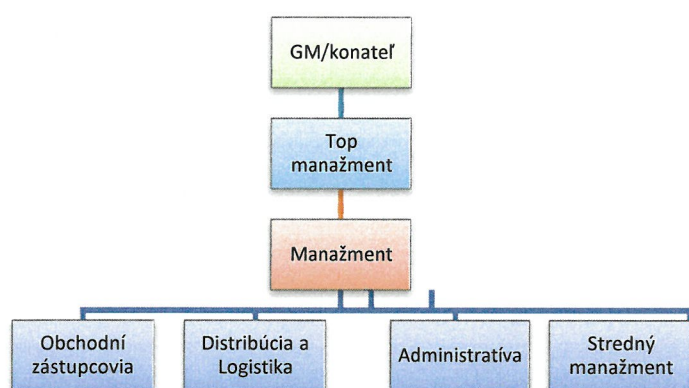 GM/konateľ
Top
manažment
Manažment
Obchodní
zástupcovia
Distribúcia a
Logistika
Administratíva
Stredný
manažment